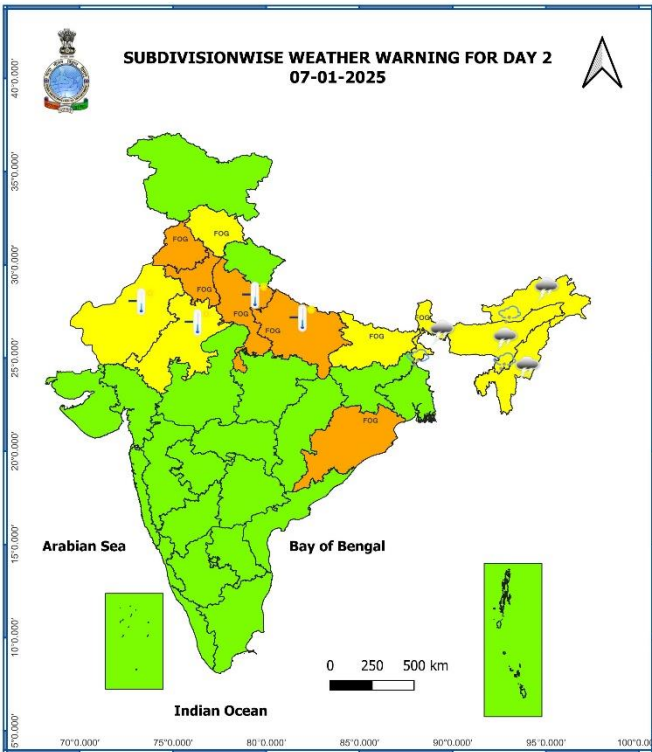 SUBDIVISIONWISE WEATHER WARNING FOR DAY 2
07-01-2025
40°0.000'
35°0.000'
30°0.000'
25°0.000'
20°0.000'
15°0.000'
10°0.000'
5°0.000'
FOG
FOG
FOG
FOG
FOG
FOG
FOG
FOG
Arabian Sea
Bay of Bengal
0 250 500 km
Indian Ocean
70°0.000' 75°0.000' 80°0.000' 85°0.000' 90°0.000' 95°0.000' 100°0.0